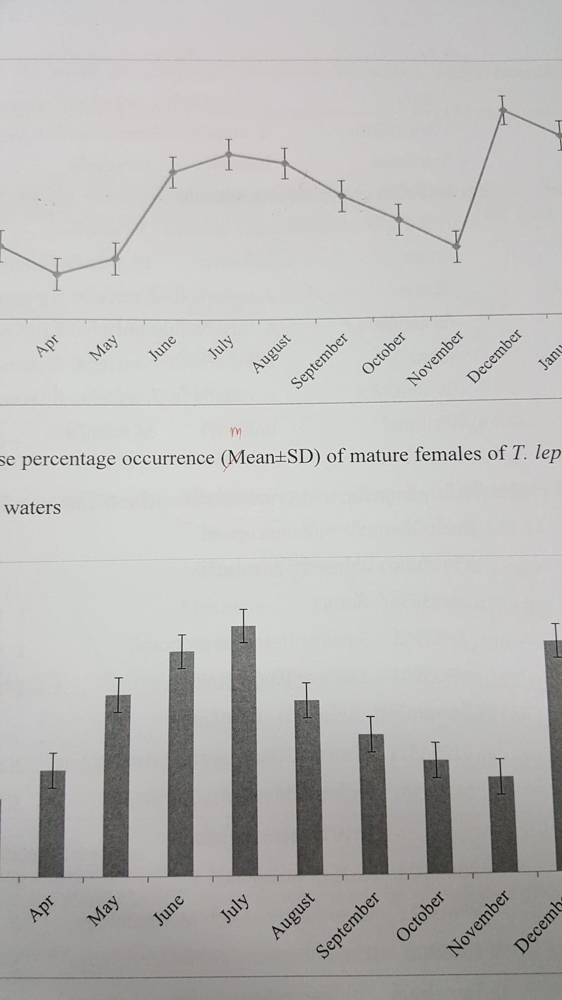 Apr May June July August September October November December
m
percentage occurrence (Mean±SD) of mature females of T. lep
waters
Apr May June July August September October November